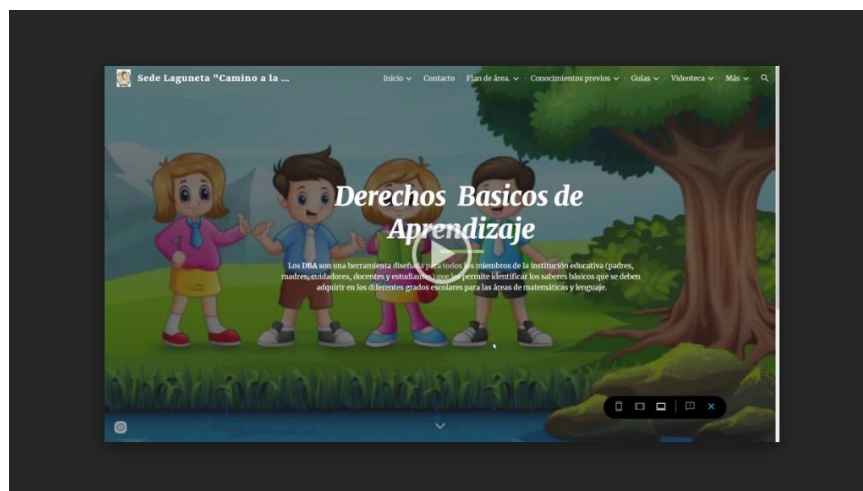 Sede Laguneta "Camino a la ...
Inicio Contacto Plan de área. Conocimientos previos Guías Videoteca Más
Derechos Basicos de
Aprendizaje
Los DBA son una herramienta diseñada para todos los miembros de la institución educativa (padres,
madres, cuidadores, docentes y estudiantes) que les permite identificar los saberes básicos que se deben
adquirir en los diferentes grados escolares para las áreas de matemáticas y lenguaje.